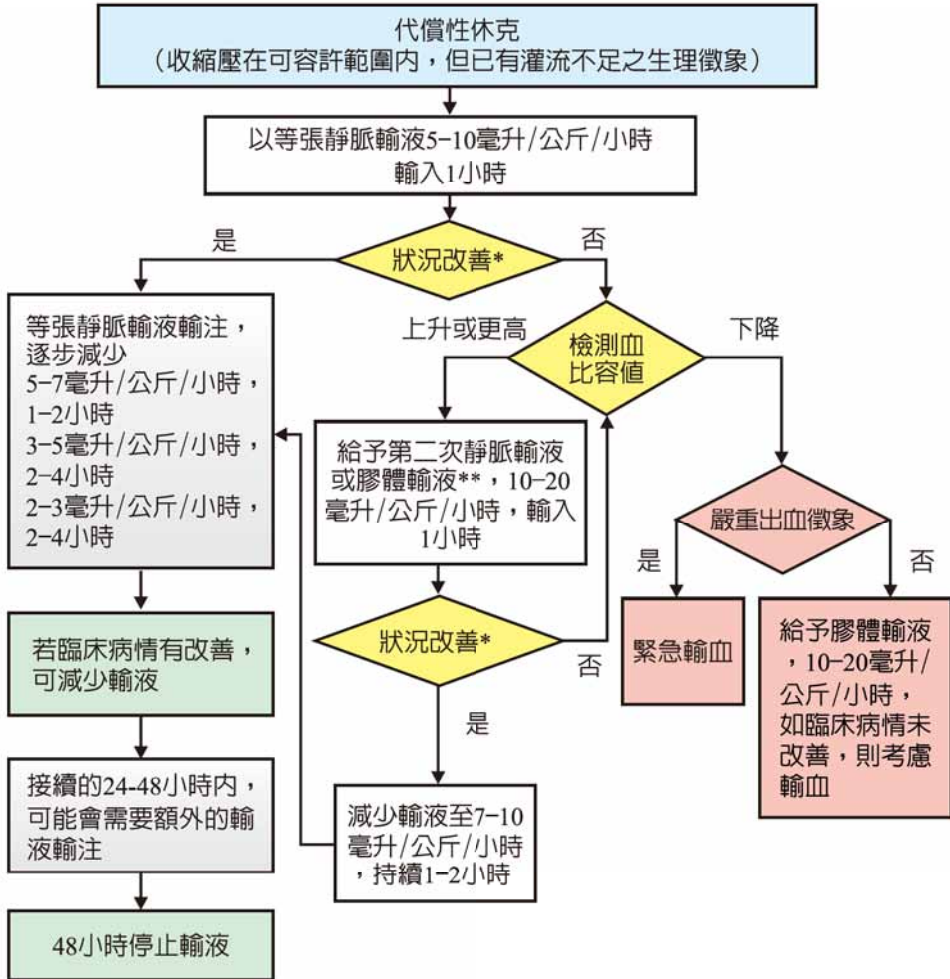 代償性休克
（收縮壓在可容許範圍內，但已有灌流不足之生理徵象）
以等張靜脈輸液5-10毫升/公斤/小時
輸入1小時
是
狀況改善*
否
等張靜脈輸液輸注，
逐步減少
5-7毫升/公斤/小時，
1-2小時
3-5毫升/公斤/小時，
2-4小時
2-3毫升/公斤/小時，
2-4小時
上升或更高
檢測血
比容值
下降
給予第二次靜脈輸液
或膠體輸液**，10-20
毫升/公斤/小時，輸入
1小時
嚴重出血徵象
是
否
若臨床病情有改善，
可減少輸液
狀況改善*
否
是
緊急輸血
給予膠體輸液
，10-20毫升/
公斤/小時，
如臨床病情未
改善，則考慮
輸血
接續的24-48小時內，
可能會需要額外的輸
液輸注
減少輸液至7-10
毫升/公斤/小時
，持續1-2小時
48小時停止輸液